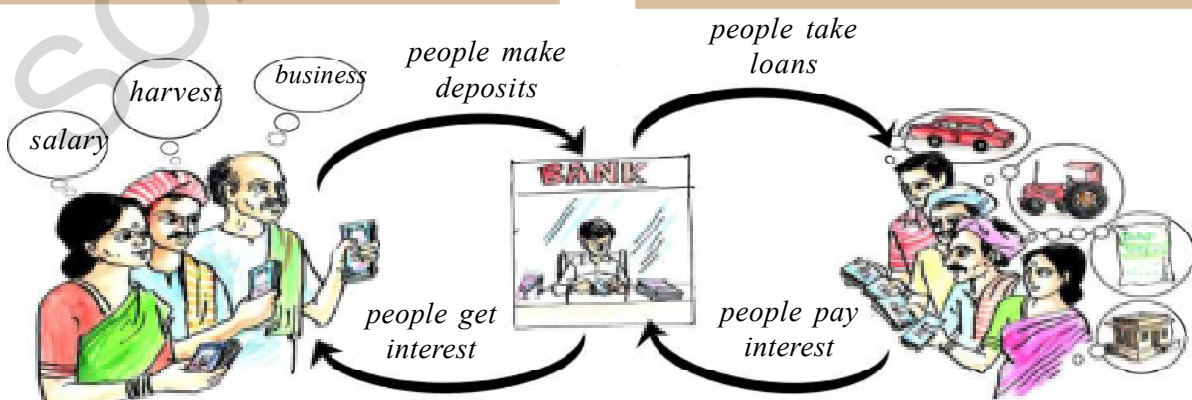 salary
harvest
business
people make
deposits
people take
loans
BANK
people get
interest
people pay
interest